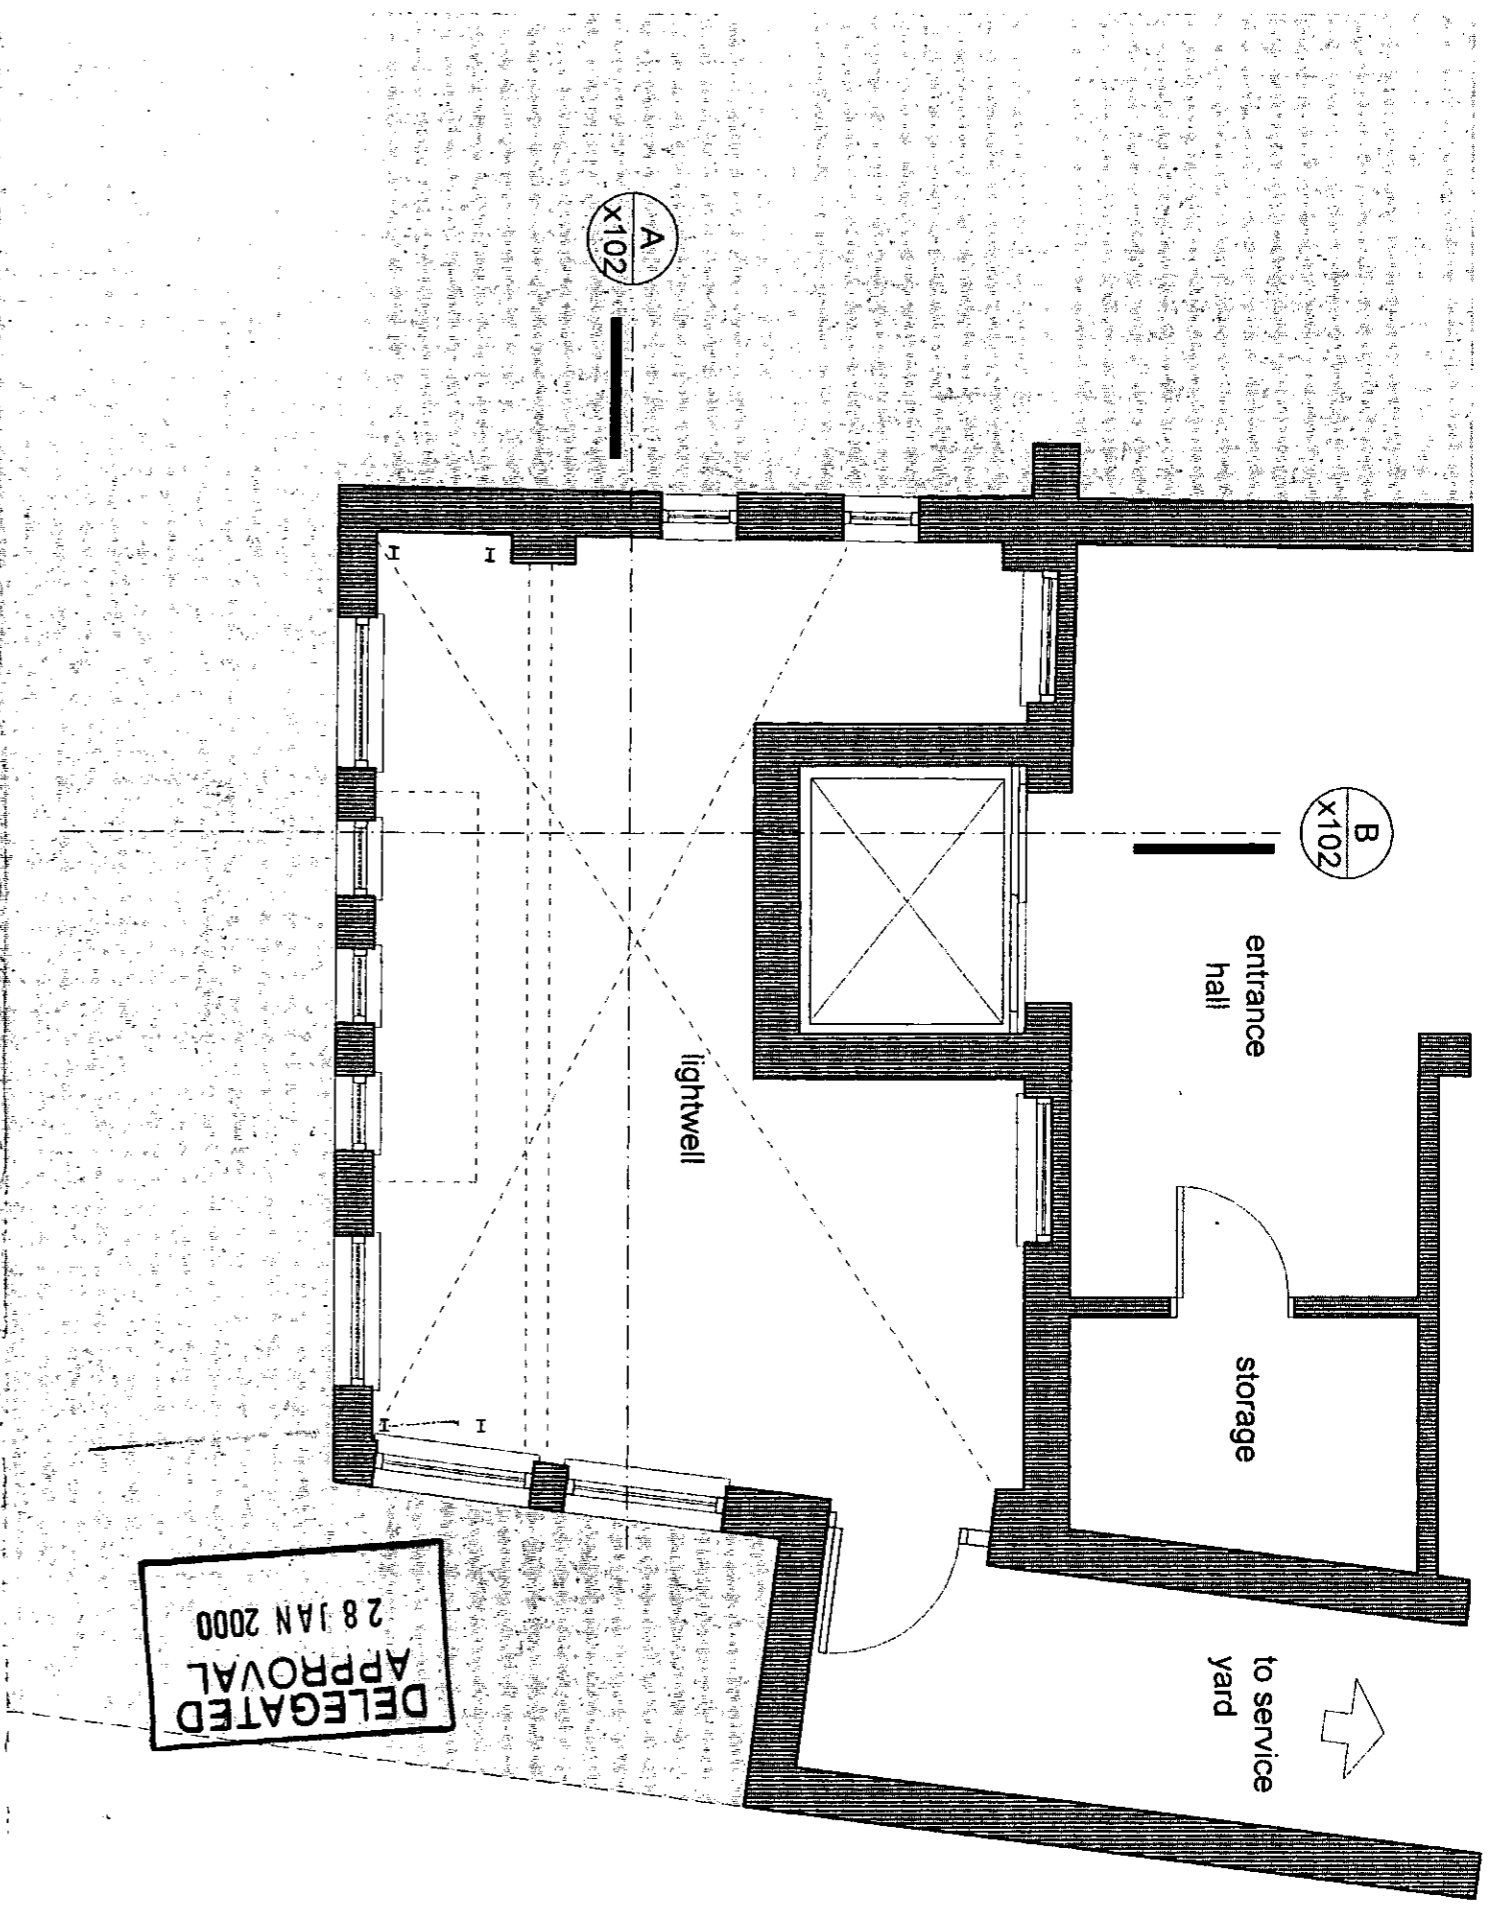 A
x102
B
x102
entrance
hall
lightwell
storage
to service
yard
DELEGATED
APPROVAL
28 JAN 2000